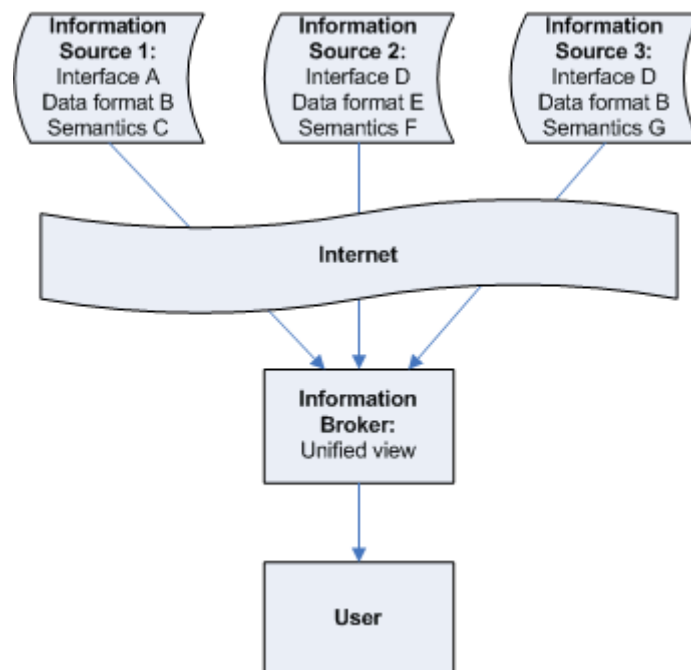 Information
Source 1:
Interface A
Data format B
Semantics C
Information
Source 2:
Interface D
Data format E
Semantics F
Information
Source 3:
Interface D
Data format B
Semantics G
Internet
Information
Broker:
Unified view
User